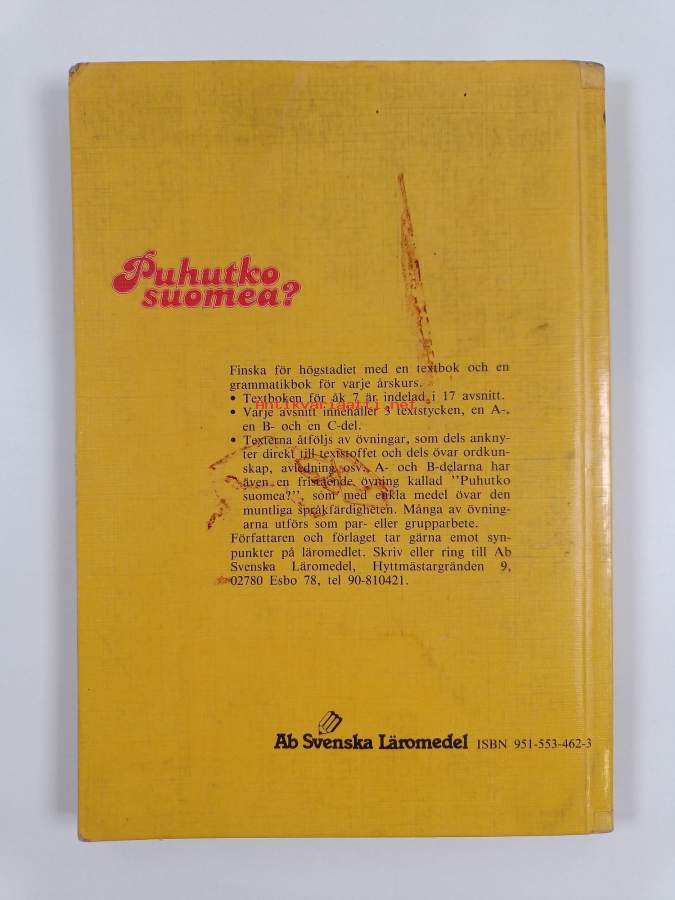 Puhutko
suomea?
Finska för högstadiet med en textbok och en
grammatikbok för varje årskurs.
• Textboken för åk 7 är indelad i 17 avsnitt.
Antikvariaatti.net
• Varje avsnitt innehåller 3 textstycken, en A-,
en B- och en C-del.
• Texterna åtföljs av övningar, som dels ankny-
ter direkt till textstoffet och dels övar ordkun-
skap, avledning osv. A- och B-delarna har
även en fristående övning kallad ”Puhutko
suomea?”, som med enkla medel övar den
muntliga språkfärdigheten. Många av övning-
arna utförs som par- eller grupparbete.
Författaren och förlaget tar gärna emot syn-
punkter på läromedlet. Skriv eller ring till Ab
Svenska Läromedel, Hyttmästargränden 9,
02780 Esbo 78, tel 90-810421.
Ab Svenska Läromedel ISBN 951-553-462-3